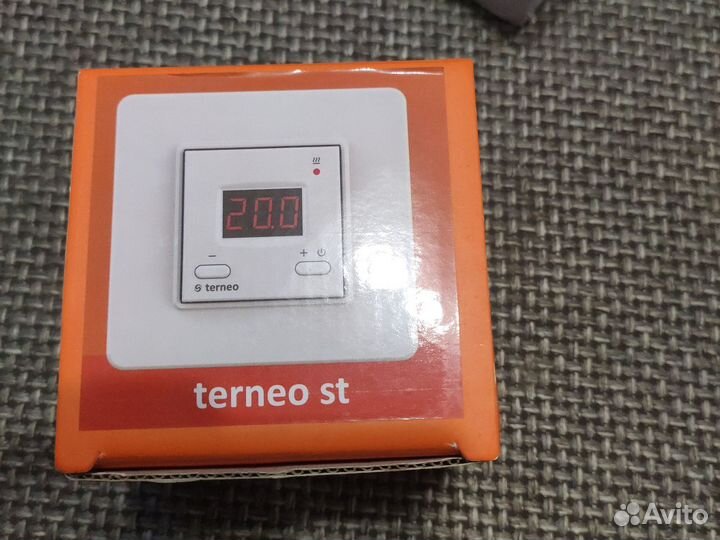 20.0
− + ⏻
terneo
terneo st
Avito